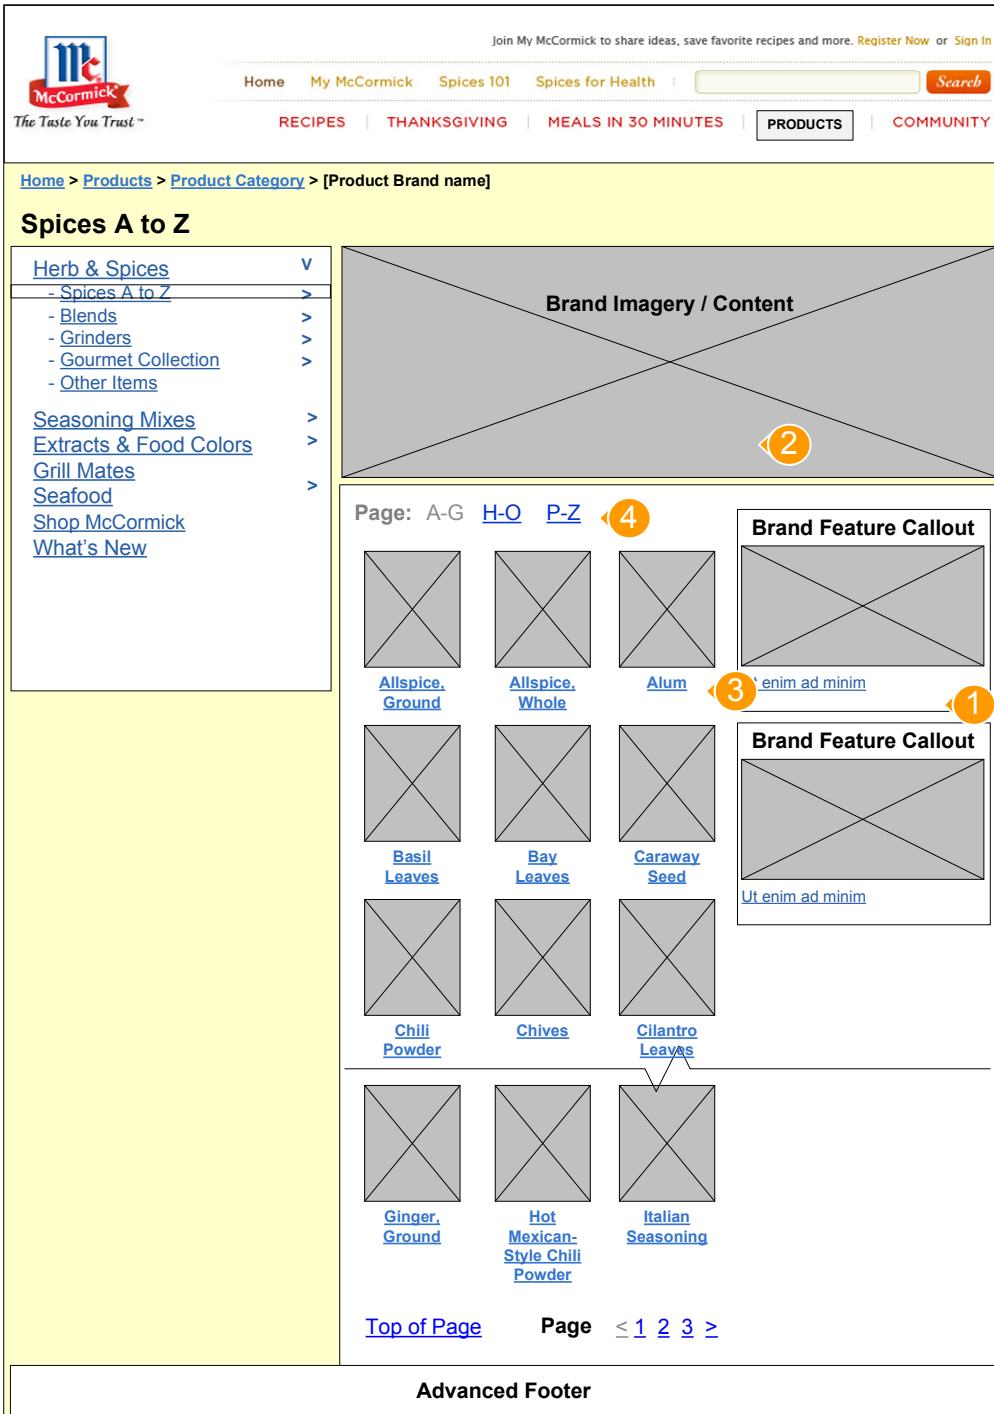 Join My McCormick to share ideas, save favorite recipes and more. Register Now or Sign In
Mc
McCormick
The Taste You Trust™
Home My McCormick Spices 101 Spices for Health Search
RECIPES | THANKSGIVING | MEALS IN 30 MINUTES | PRODUCTS | COMMUNITY
Home > Products > Product Category > [Product Brand name]
Spices A to Z
Herb & Spices V
- Spices A to Z >
- Blends >
- Grinders >
- Gourmet Collection >
- Other Items
Seasoning Mixes >
Extracts & Food Colors >
Grill Mates
Seafood >
Shop McCormick
What's New
Brand Imagery / Content
2
Page: A-G H-O P-Z
4
Brand Feature Callout
Ut enim ad minim
1
Brand Feature Callout
Ut enim ad minim
Allspice,
Ground
Allspice,
Whole
Alum
3
Basil
Leaves
Bay
Leaves
Caraway
Seed
Chili
Powder
Chives
Cilantro
Leaves
Ginger,
Ground
Hot
Mexican-
Style Chili
Powder
Italian
Seasoning
Top of Page Page < 1 2 3 >
Advanced Footer